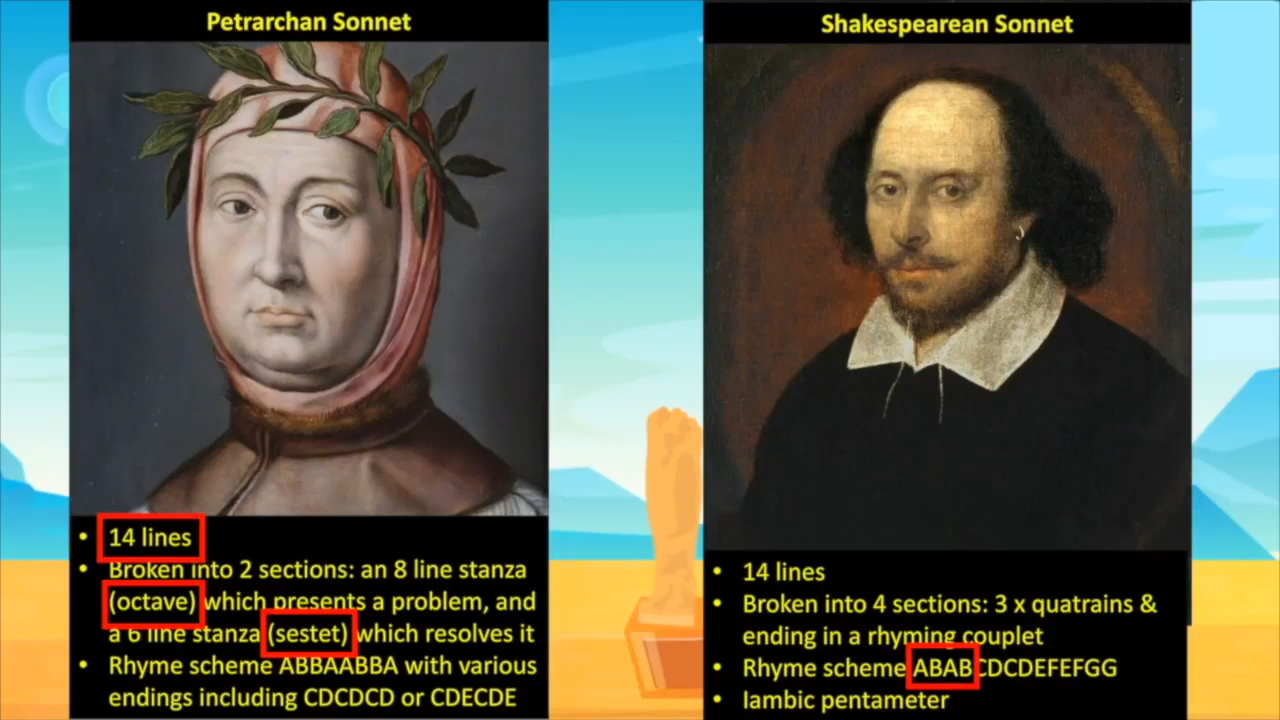 Petrarchan Sonnet
14 lines
Broken into 2 sections: an 8 line stanza
(octave) which presents a problem, and
a 6 line stanza (sestet) which resolves it
Rhyme scheme ABBAABBA with various
endings including CDCDCD or CDECDE
Shakespearean Sonnet
14 lines
Broken into 4 sections: 3 x quatrains &
ending in a rhyming couplet
Rhyme scheme ABABCDCDEFEFGG
Iambic pentameter